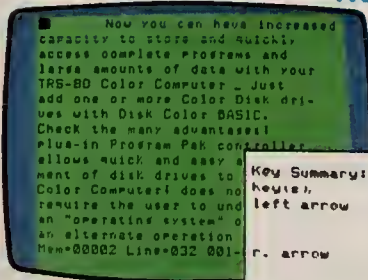 Now you can have increased
capacity to store and quickly
access complete programs and
large amounts of data with your
TRS-80 Color Computer _ Just
add one or more Color Disk dri-
ves with Disk Color BASIC.
Check the many advantages!
plug-in Program Pak controller
allows quick and easy a
ment of disk drives to
Color Computer! does no
require the user to und
an "operating system"
an alternate operation
Mem=00002 Line=032 001-
Key Summary:
key(s),
left arrow
r. arrow